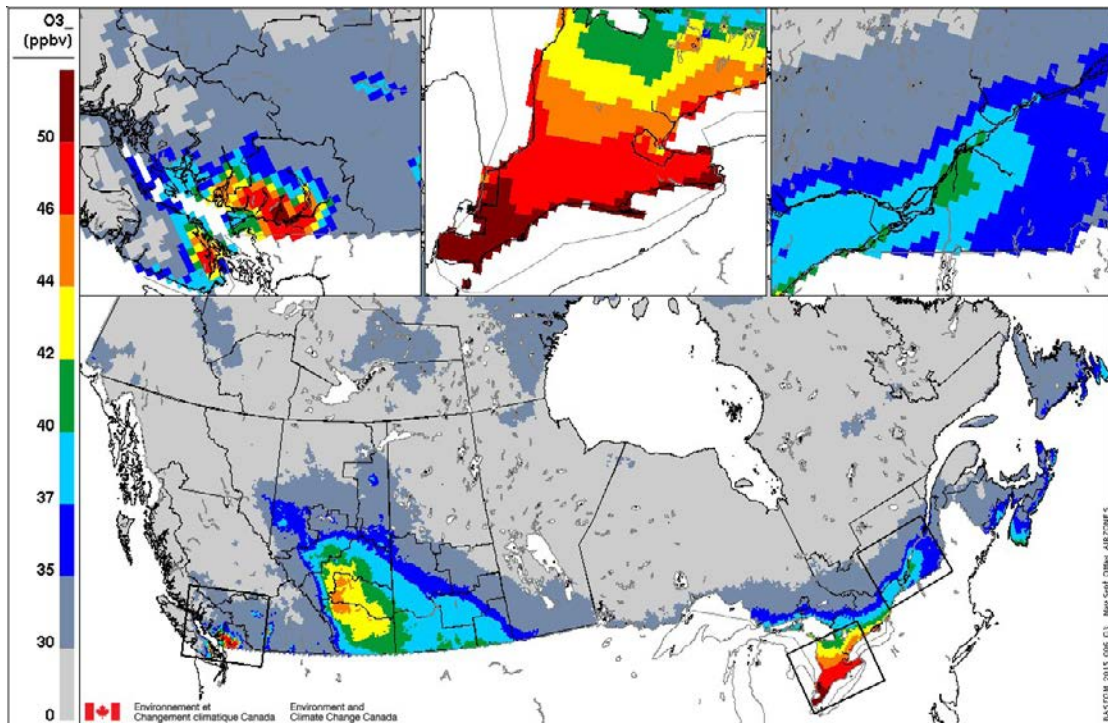 O3_
(ppbv)
50
46
44
42
40
37
35
30
0
Environnement et
Changement climatique Canada
Environment and
Climate Change Canada